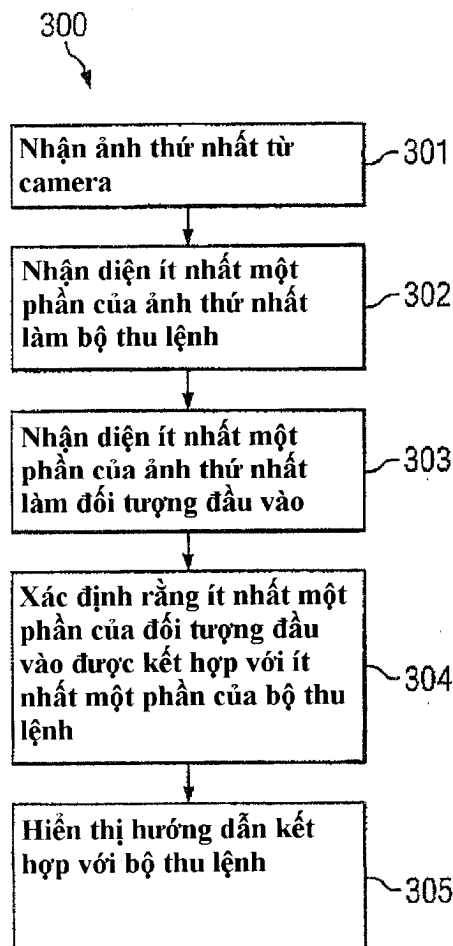 300
Nhận ảnh thứ nhất từ
camera
301
Nhận diện ít nhất một
phần của ảnh thứ nhất
làm bộ thu lệnh
302
Nhận diện ít nhất một
phần của ảnh thứ nhất
làm đối tượng đầu vào
303
Xác định rằng ít nhất một
phần của đối tượng đầu
vào được kết hợp với ít
nhất một phần của bộ thu
lệnh
304
Hiển thị hướng dẫn kết
hợp với bộ thu lệnh
305